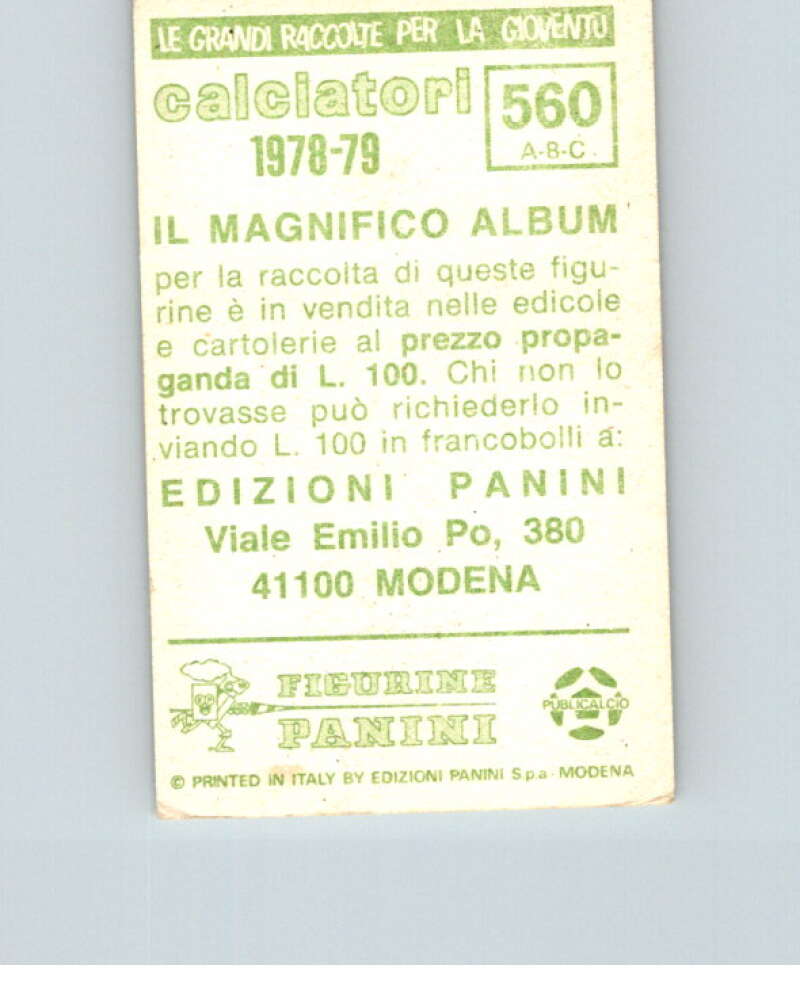 LE GRANDI RACCOLTE PER LA GIOVENTÙ
calciatori
1978-79
560
A-B-C
IL MAGNIFICO ALBUM
per la raccolta di queste figu-
rine è in vendita nelle edicole
e cartolerie al prezzo propa-
ganda di L. 100. Chi non lo
trovasse può richiederlo in-
viando L. 100 in francobolli a:
EDIZIONI PANINI
Viale Emilio Po, 380
41100 MODENA
FIGURINE
PANINI
PUBLICALCIO
© PRINTED IN ITALY BY EDIZIONI PANINI S.p.a. MODENA